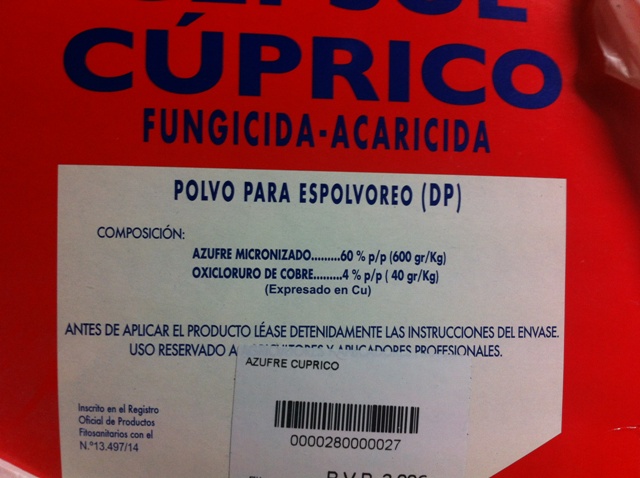 CÚPRICO
FUNGICIDA-ACARICIDA
POLVO PARA ESPOLVOREO (DP)
COMPOSICIÓN:
AZUFRE MICRONIZADO.........60 % p/p (600 gr/Kg)
OXICLORURO DE COBRE.......4 % p/p ( 40 gr/Kg)
(Expresado en Cu)
ANTES DE APLICAR EL PRODUCTO LÉASE DETENIDAMENTE LAS INSTRUCCIONES DEL ENVASE.
USO RESERVADO A Y APLICADORES PROFESIONALES.
AZUFRE CUPRICO
0000280000027
P.V.P.
Inscrito en el Registro
Oficial de Productos
Fitosanitarios con el
N.º13.497/14